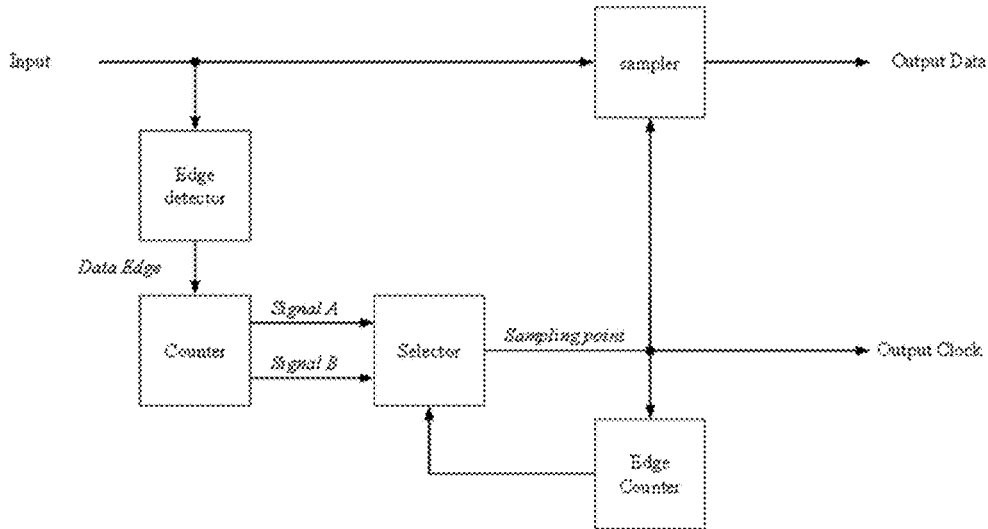 Input
sampler
Output Data
Edge
detector
Data Edge
Counter
Signal A
Signal B
Selector
Sampling point
Output Clock
Edge
Counter